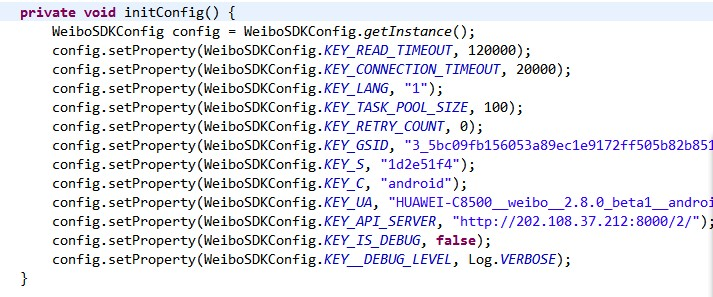 private void initConfig() {
WeiboSDKConfig config = WeiboSDKConfig.getInstance();
config.setProperty(WeiboSDKConfig.KEY_READ_TIMEOUT, 120000);
config.setProperty(WeiboSDKConfig.KEY_CONNECTION_TIMEOUT, 20000);
config.setProperty(WeiboSDKConfig.KEY_LANG, "1");
config.setProperty(WeiboSDKConfig.KEY_TASK_POOL_SIZE, 100);
config.setProperty(WeiboSDKConfig.KEY_RETRY_COUNT, 0);
config.setProperty(WeiboSDKConfig.KEY_GSID, "3_5bc09fb156053a89ec1e9172ff505b82b851
config.setProperty(WeiboSDKConfig.KEY_S, "1d2e51f4");
config.setProperty(WeiboSDKConfig.KEY_C, "android");
config.setProperty(WeiboSDKConfig.KEY_UA, "HUAWEI-C8500__weibo__2.8.0_beta1__androi
config.setProperty(WeiboSDKConfig.KEY_API_SERVER, "http://202.108.37.212:8000/2/");
config.setProperty(WeiboSDKConfig.KEY_IS_DEBUG, false);
config.setProperty(WeiboSDKConfig.KEY__DEBUG_LEVEL, Log.VERBOSE);
}